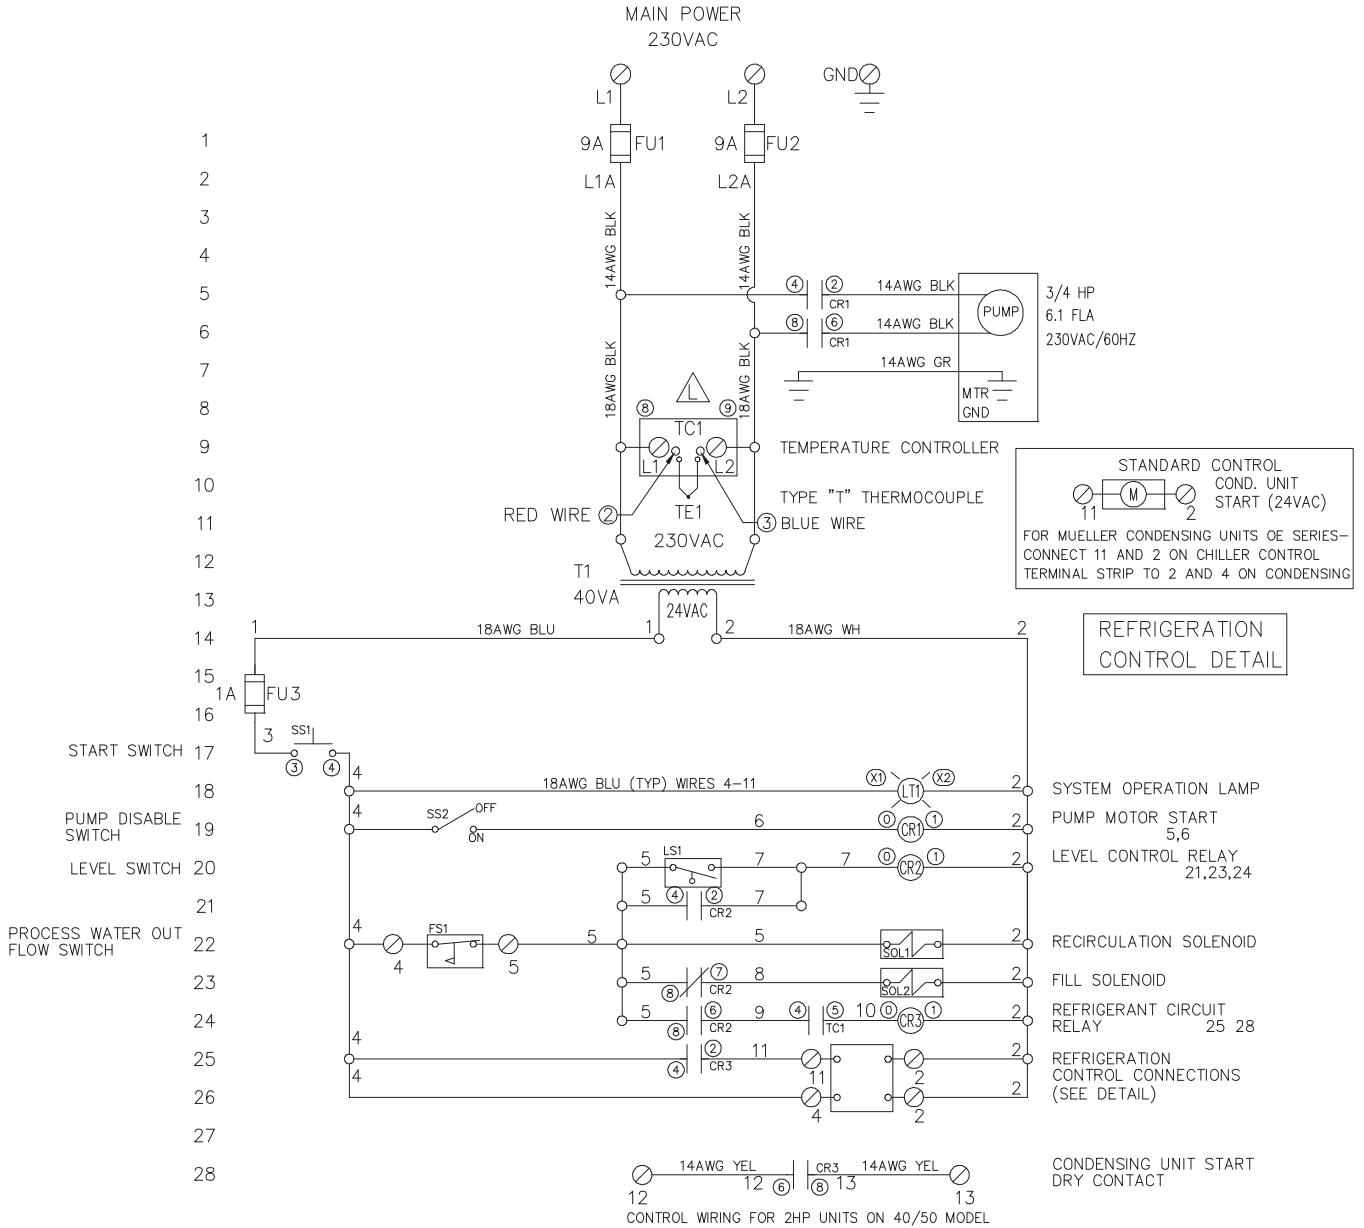 MAIN POWER
230VAC
GND
L1
L2
1
9A FU1
9A FU2
2
L1A
L2A
3
14AWG BLK
14AWG BLK
4
5
4 2
CR1
14AWG BLK
PUMP
3/4 HP
6.1 FLA
230VAC/60HZ
6
8 6
CR1
14AWG BLK
7
18AWG BLK
18AWG BLK
14AWG GR
MTR
GND
L
8
8
9
TC1
9
L1
L2
TEMPERATURE CONTROLLER
10
TYPE "T" THERMOCOUPLE
11
RED WIRE 2
TE1
3 BLUE WIRE
230VAC
STANDARD CONTROL
COND. UNIT
START (24VAC)
M
11
2
FOR MUELLER CONDENSING UNITS OE SERIES-
CONNECT 11 AND 2 ON CHILLER CONTROL
TERMINAL STRIP TO 2 AND 4 ON CONDENSING
12
T1
40VA
13
24VAC
REFRIGERATION
CONTROL DETAIL
14
1
18AWG BLU
1
2
18AWG WH
2
15
1A FU3
16
3
SS1
START SWITCH 17
3 4
4
18
18AWG BLU (TYP) WIRES 4-11
X1
LT1
X2
2
SYSTEM OPERATION LAMP
PUMP DISABLE
SWITCH
19
4
SS2
OFF
ON
6
0
CR1
1
2
PUMP MOTOR START
5,6
LEVEL SWITCH 20
5
LS1
7
7
0
CR2
1
2
LEVEL CONTROL RELAY
21,23,24
21
5
4 2
CR2
7
PROCESS WATER OUT
FLOW SWITCH
22
4
4
FS1
5
5
5
SOL1
2
RECIRCULATION SOLENOID
23
5
8
7
CR2
8
SOL2
2
FILL SOLENOID
24
5
8
6
CR2
9
4 5
TC1
10
0
CR3
1
2
REFRIGERANT CIRCUIT
RELAY 25 28
25
4
4
2
CR3
11
11
2
2
REFRIGERATION
CONTROL CONNECTIONS
(SEE DETAIL)
26
4
4
2
2
27
28
12
14AWG YEL
12 6
CR3
8 13
14AWG YEL
13
CONDENSING UNIT START
DRY CONTACT
CONTROL WIRING FOR 2HP UNITS ON 40/50 MODEL